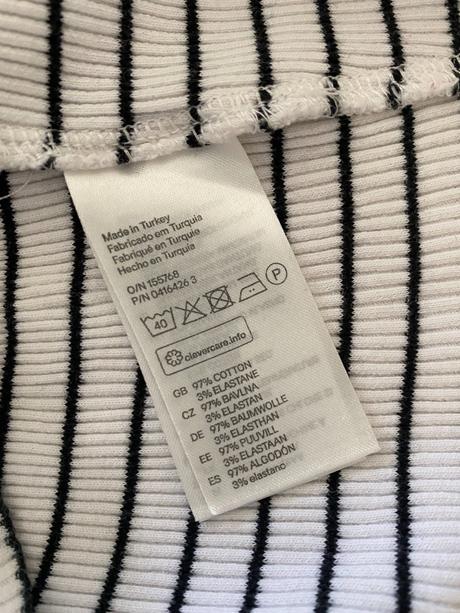 Made in Turkey
Fabricado em Turquia
Fabriqué en Turquie
Hecho en Turquía
O/N 155768
P/N 0416426 3
40 P
clevercare.info
GB 97% COTTON
3% ELASTANE
CZ 97% BAVLNA
3% ELASTAN
DE 97% BAUMWOLLE
3% ELASTHAN
EE 97% PUUVILL
3% ELASTAAN
ES 97% ALGODÓN
3% elastano